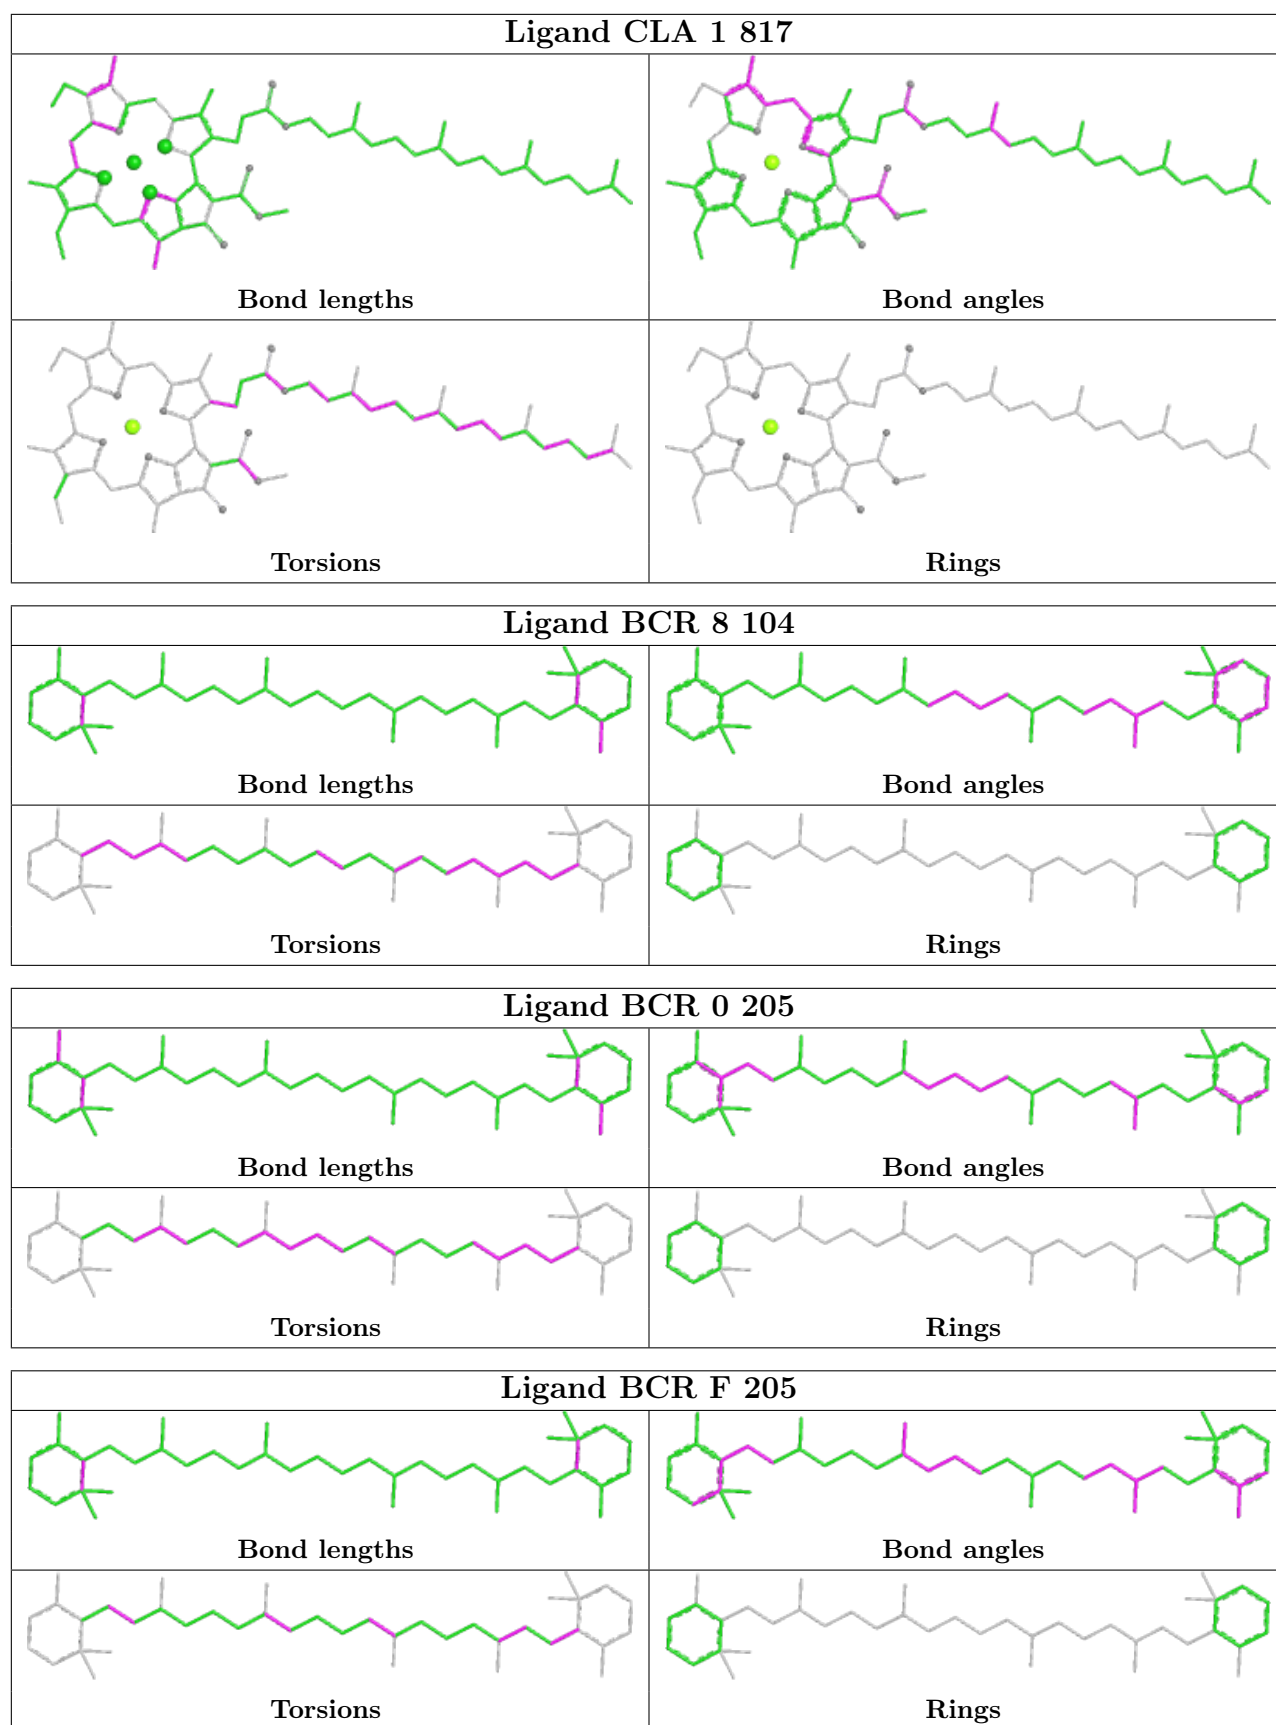 Ligand CLA 1 817
Bond lengths
Bond angles
Torsions
Rings
Ligand BCR 8 104
Bond lengths
Bond angles
Torsions
Rings
Ligand BCR 0 205
Bond lengths
Bond angles
Torsions
Rings
Ligand BCR F 205
Bond lengths
Bond angles
Torsions
Rings